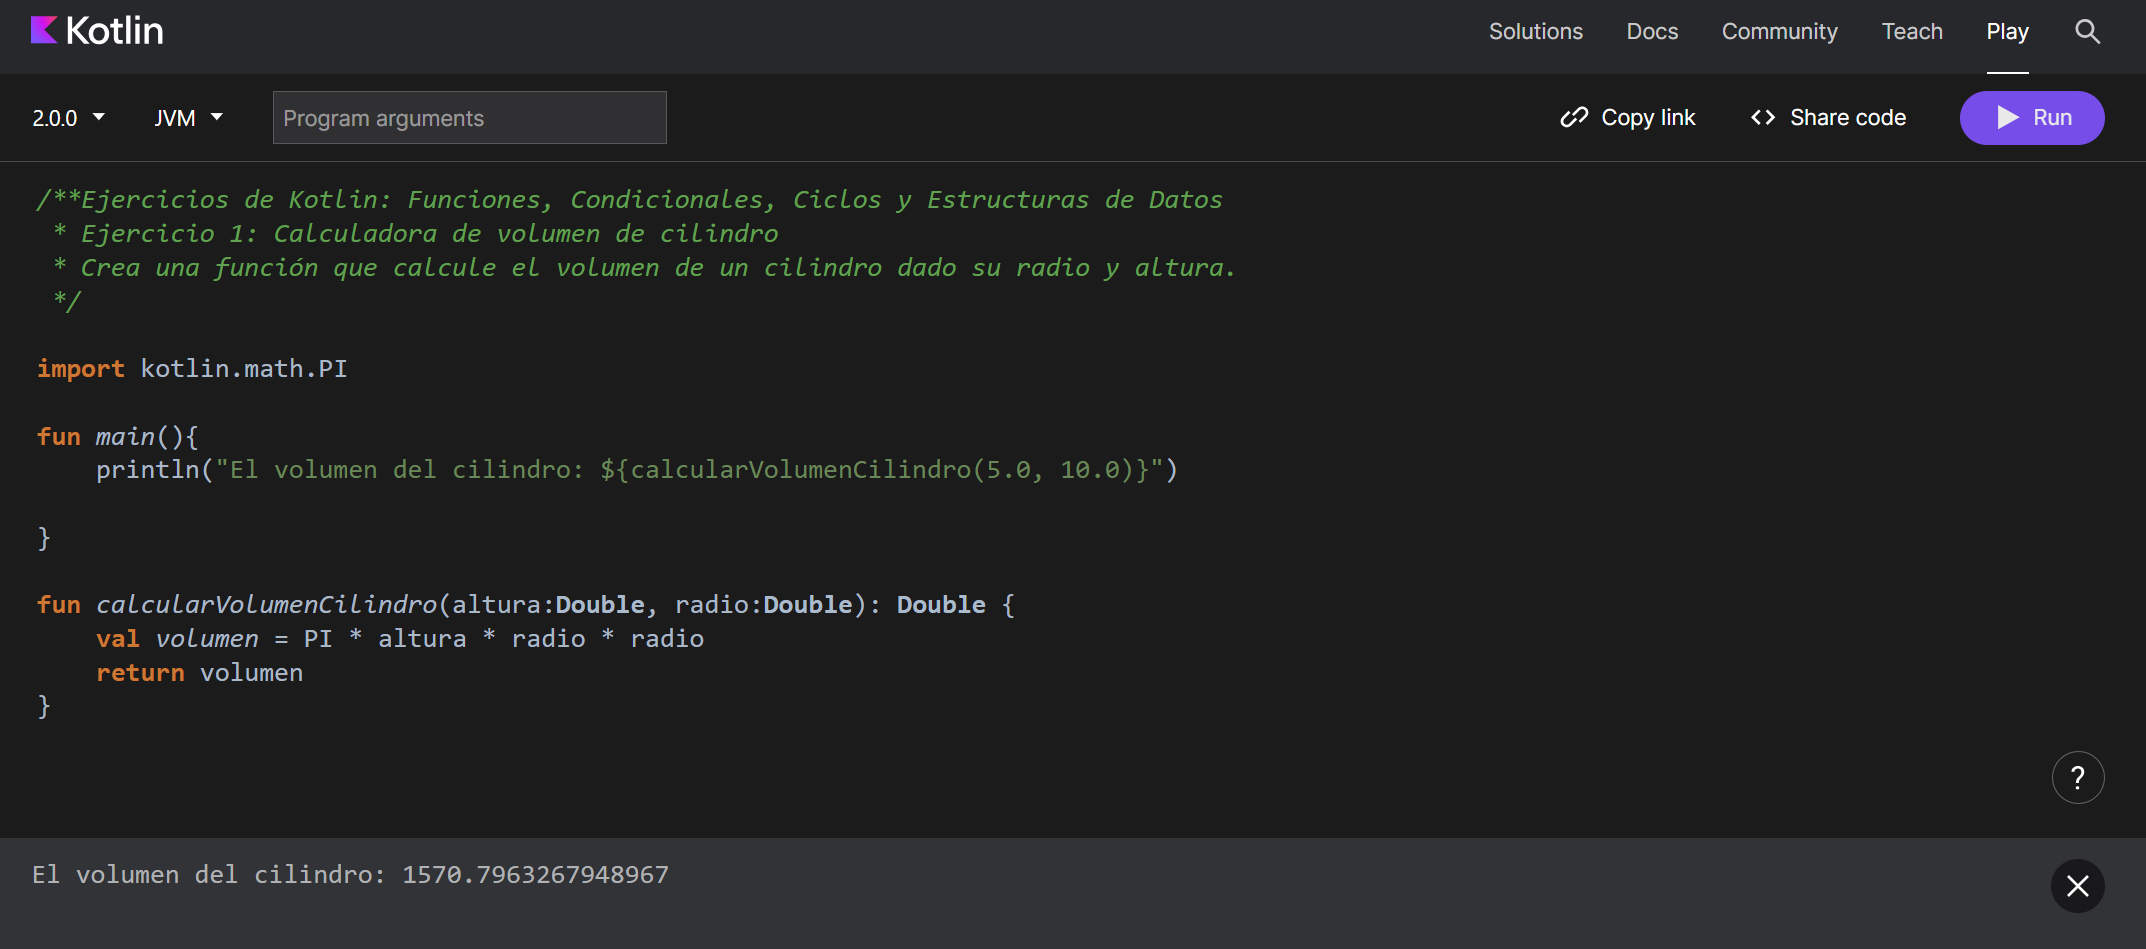 Kotlin
Solutions Docs Community Teach Play
2.0.0 JVM Program arguments Copy link <> Share code Run
/**Ejercicios de Kotlin: Funciones, Condicionales, Ciclos y Estructuras de Datos
 * Ejercicio 1: Calculadora de volumen de cilindro
 * Crea una función que calcule el volumen de un cilindro dado su radio y altura.
 */
import kotlin.math.PI
fun main(){
    println("El volumen del cilindro: ${calcularVolumenCilindro(5.0, 10.0)}")
}
fun calcularVolumenCilindro(altura:Double, radio:Double): Double {
    val volumen = PI * altura * radio * radio
    return volumen
}
?
El volumen del cilindro: 1570.7963267948967